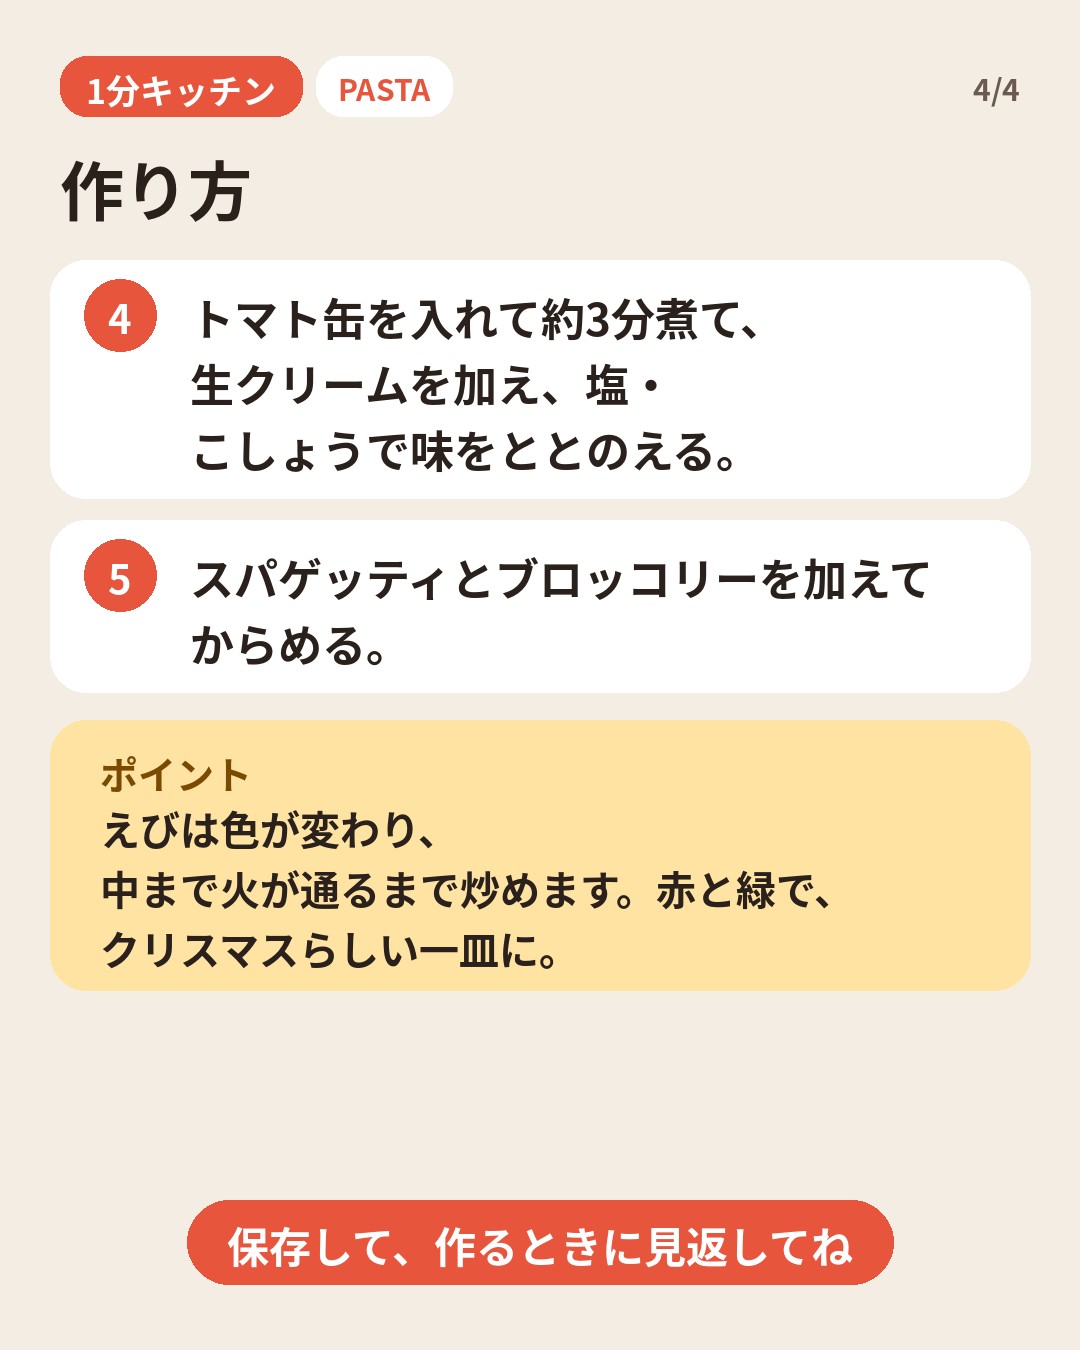 1分キッチン PASTA 4/4
作り方
4 トマト缶を入れて約3分煮て、
生クリームを加え、塩・
こしょうで味をととのえる。
5 スパゲッティとブロッコリーを加えて
からめる。
ポイント
えびは色が変わり、
中まで火が通るまで炒めます。赤と緑で、
クリスマスらしい一皿に。
保存して、作るときに見返してね